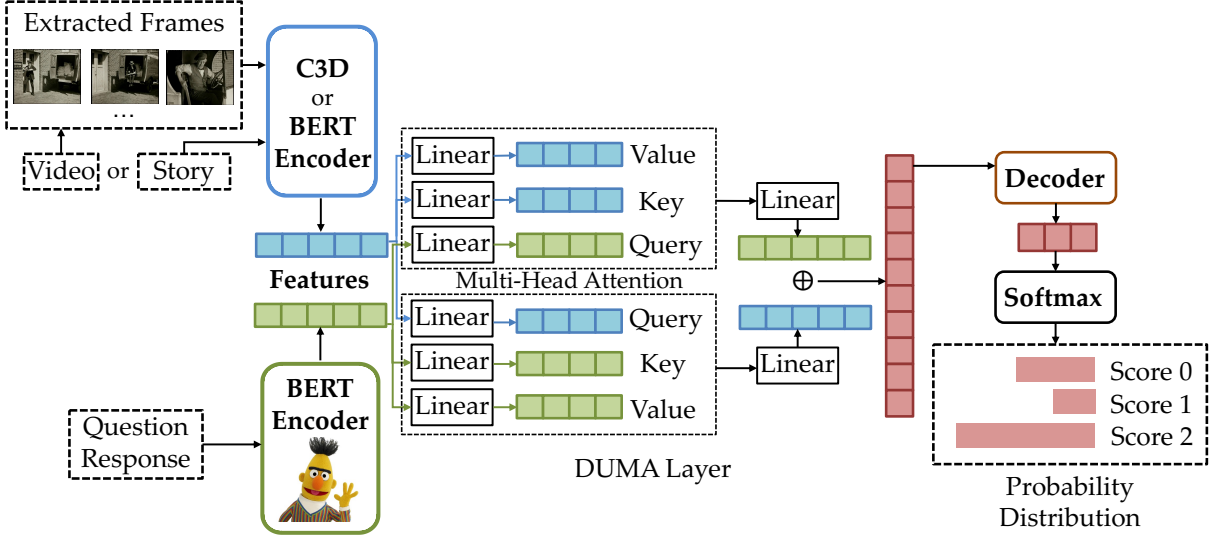 Extracted Frames
...
Video or Story
C3D
or
BERT
Encoder
Features
BERT
Encoder
Question
Response
Linear Value
Linear Key
Linear Query
Multi-Head Attention
Linear Query
Linear Key
Linear Value
DUMA Layer
Linear
⊕
Linear
Decoder
Softmax
Score 0
Score 1
Score 2
Probability
Distribution